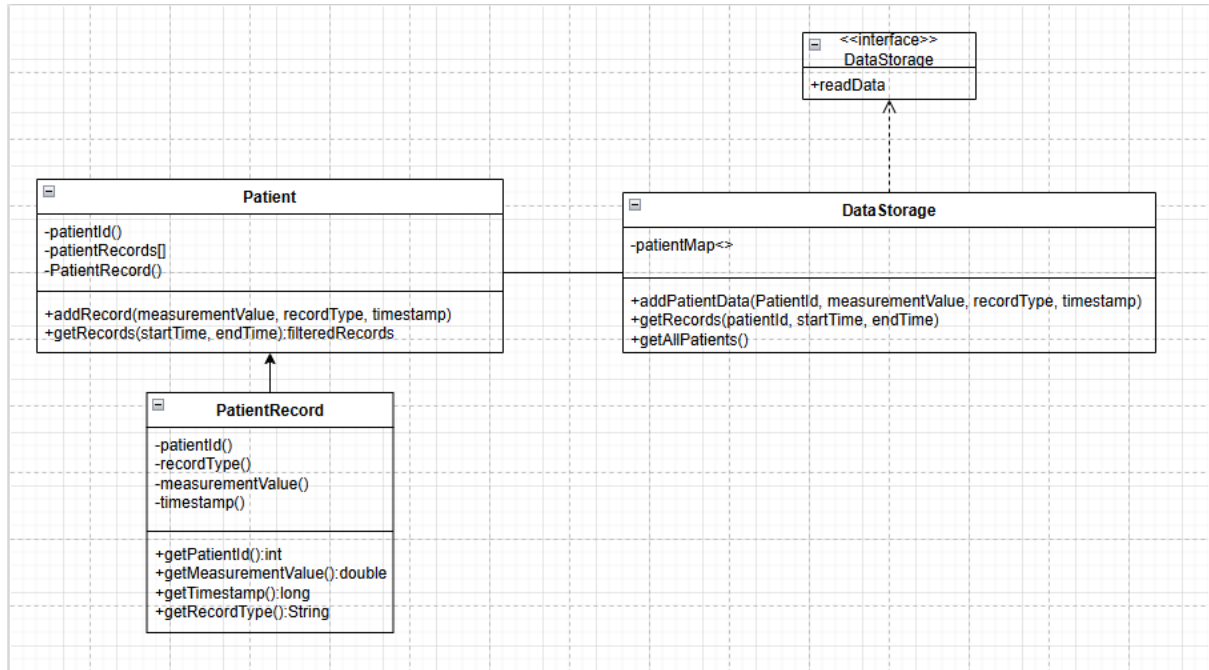 <<interface>>
DataStorage
+readData
Patient
-patientId()
-patientRecords[]
-PatientRecord()
+addRecord(measurementValue, recordType, timestamp)
+getRecords(startTime, endTime):filteredRecords
DataStorage
-patientMap<>
+addPatientData(PatientId, measurementValue, recordType, timestamp)
+getRecords(patientId, startTime, endTime)
+getAllPatients()
PatientRecord
-patientId()
-recordType()
-measurementValue()
-timestamp()
+getPatientId():int
+getMeasurementValue():double
+getTimestamp():long
+getRecordType():String